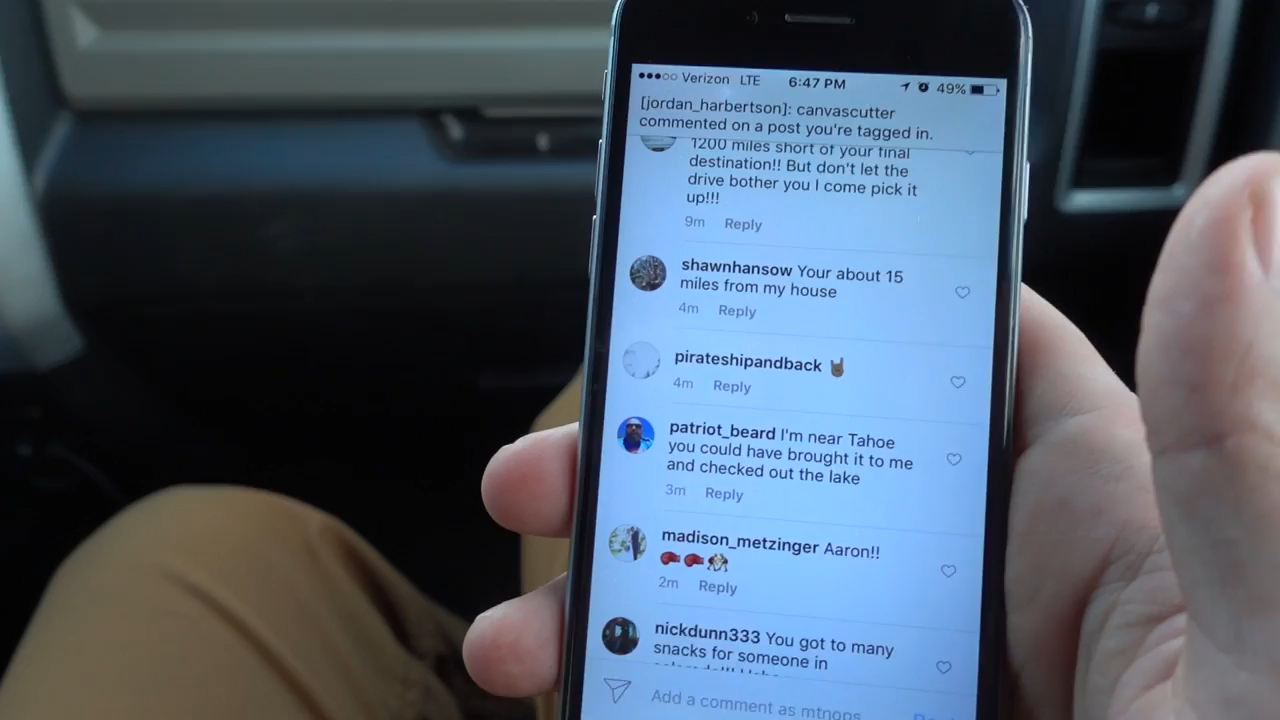 Verizon LTE 6:47 PM 49%
[jordan_harbertson]: canvascutter
commented on a post you're tagged in.
1200 miles short of your final
destination!! But don't let the
drive bother you I come pick it
up!!!
9m Reply
shawnhansow Your about 15
miles from my house
4m Reply
pirateshipandback 🤘🏾
4m Reply
patriot_beard I'm near Tahoe
you could have brought it to me
and checked out the lake
3m Reply
madison_metzinger Aaron!!
🥊🥊🤼
2m Reply
nickdunn333 You got to many
snacks for someone in
Add a comment as mtnops